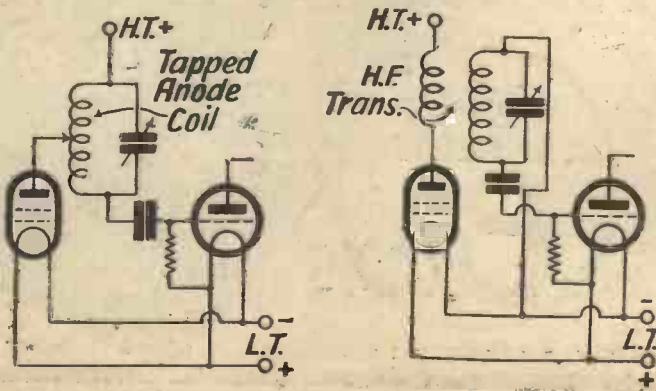 H.T.+
Tapped
Anode
Coil
-
L.T.
+
H.T.+
H.F.
Trans.
-
L.T.
+